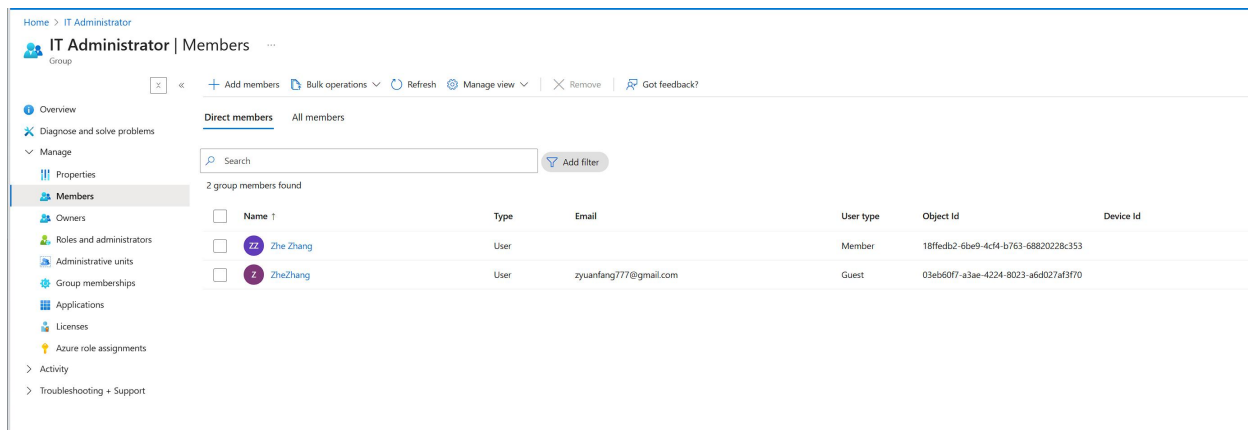 Home > IT Administrator
IT Administrator | Members ...
Group
+ Add members Bulk operations Refresh Manage view Remove Got feedback?
Overview
Diagnose and solve problems
Manage
Properties
Members
Owners
Roles and administrators
Administrative units
Group memberships
Applications
Licenses
Azure role assignments
Activity
Troubleshooting + Support
Direct members All members
Search Add filter
2 group members found
Name ↑ Type Email User type Object Id Device Id
ZZ Zhe Zhang User Member 18ffedb2-6be9-4cf4-b763-68820228c353
Z ZheZhang User zyuanfang777@gmail.com Guest 03eb60f7-a3ae-4224-8023-a6d027af3f70